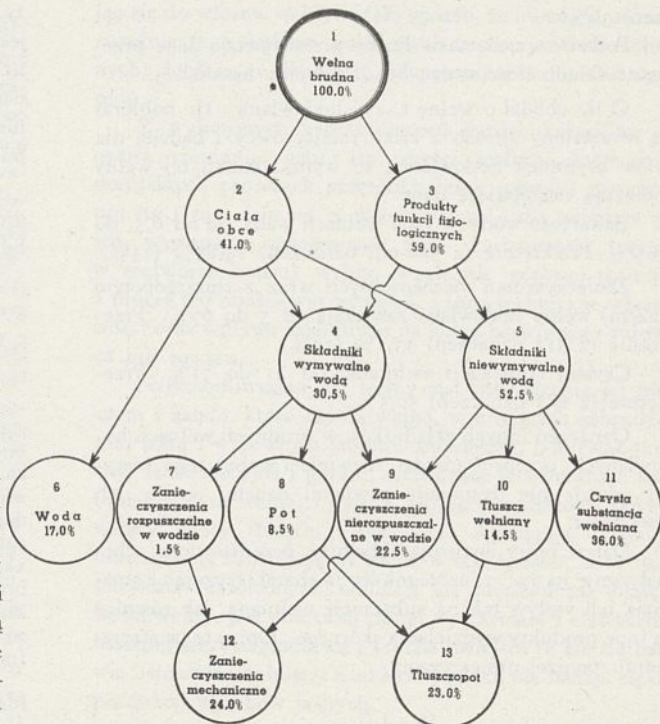 1
Wełna
brudna
100.0%
2
Ciała
obce
41.0%
3
Produkty
funkcji fizjo-
logicznych
59.0%
4
Składniki
wymywalne
wodą
30,5%
5
Składniki
niewymywalne
wodą
52.5%
6
Woda
17,0%
7
Zanie-
czyszczenia
rozpuszczalne
w wodzie
1.5%
8
Pot
8.5%
9
Zanie-
czyszczenia
nierozpuszczal-
ne w wodzie
22.5%
10
Tłuszcz
wełniany
14.5%
11
Czysta
substancja
wełniana
36.0%
12
Zanie-
czyszczenia
mechaniczne
24.0%
13
Tłuszczopot
23.0%